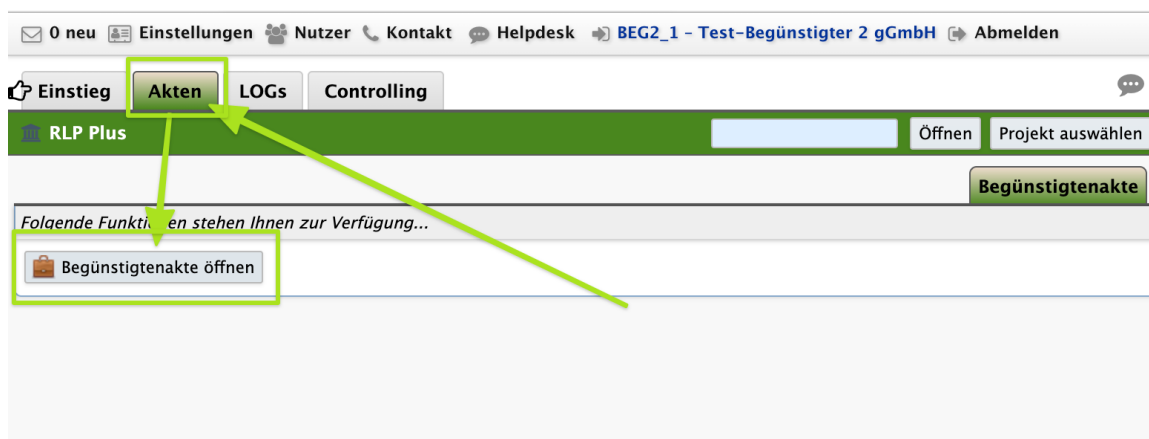 0 neu Einstellungen Nutzer Kontakt Helpdesk BEG2_1 – Test-Begünstigter 2 gGmbH Abmelden
Einstieg Akten LOGs Controlling
RLP Plus Öffnen Projekt auswählen
Begünstigtenakte
Folgende Funktionen stehen Ihnen zur Verfügung...
Begünstigtenakte öffnen